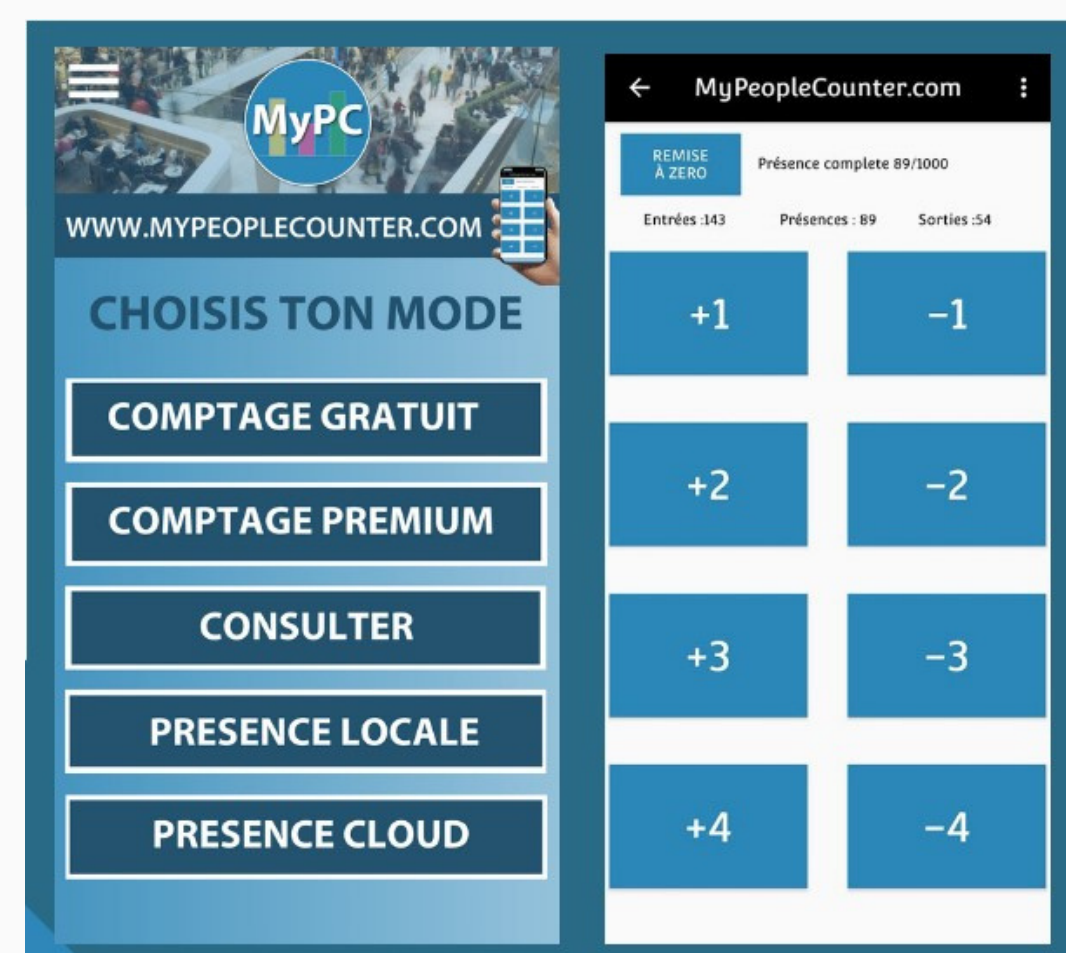 MyPC
WWW.MYPEOPLECOUNTER.COM
CHOISIS TON MODE
COMPTAGE GRATUIT
COMPTAGE PREMIUM
CONSULTER
PRESENCE LOCALE
PRESENCE CLOUD
← MyPeopleCounter.com
REMISE
À ZERO
Présence complete 89/1000
Entrées :143 Présences : 89 Sorties :54
+1 −1
+2 −2
+3 −3
+4 −4